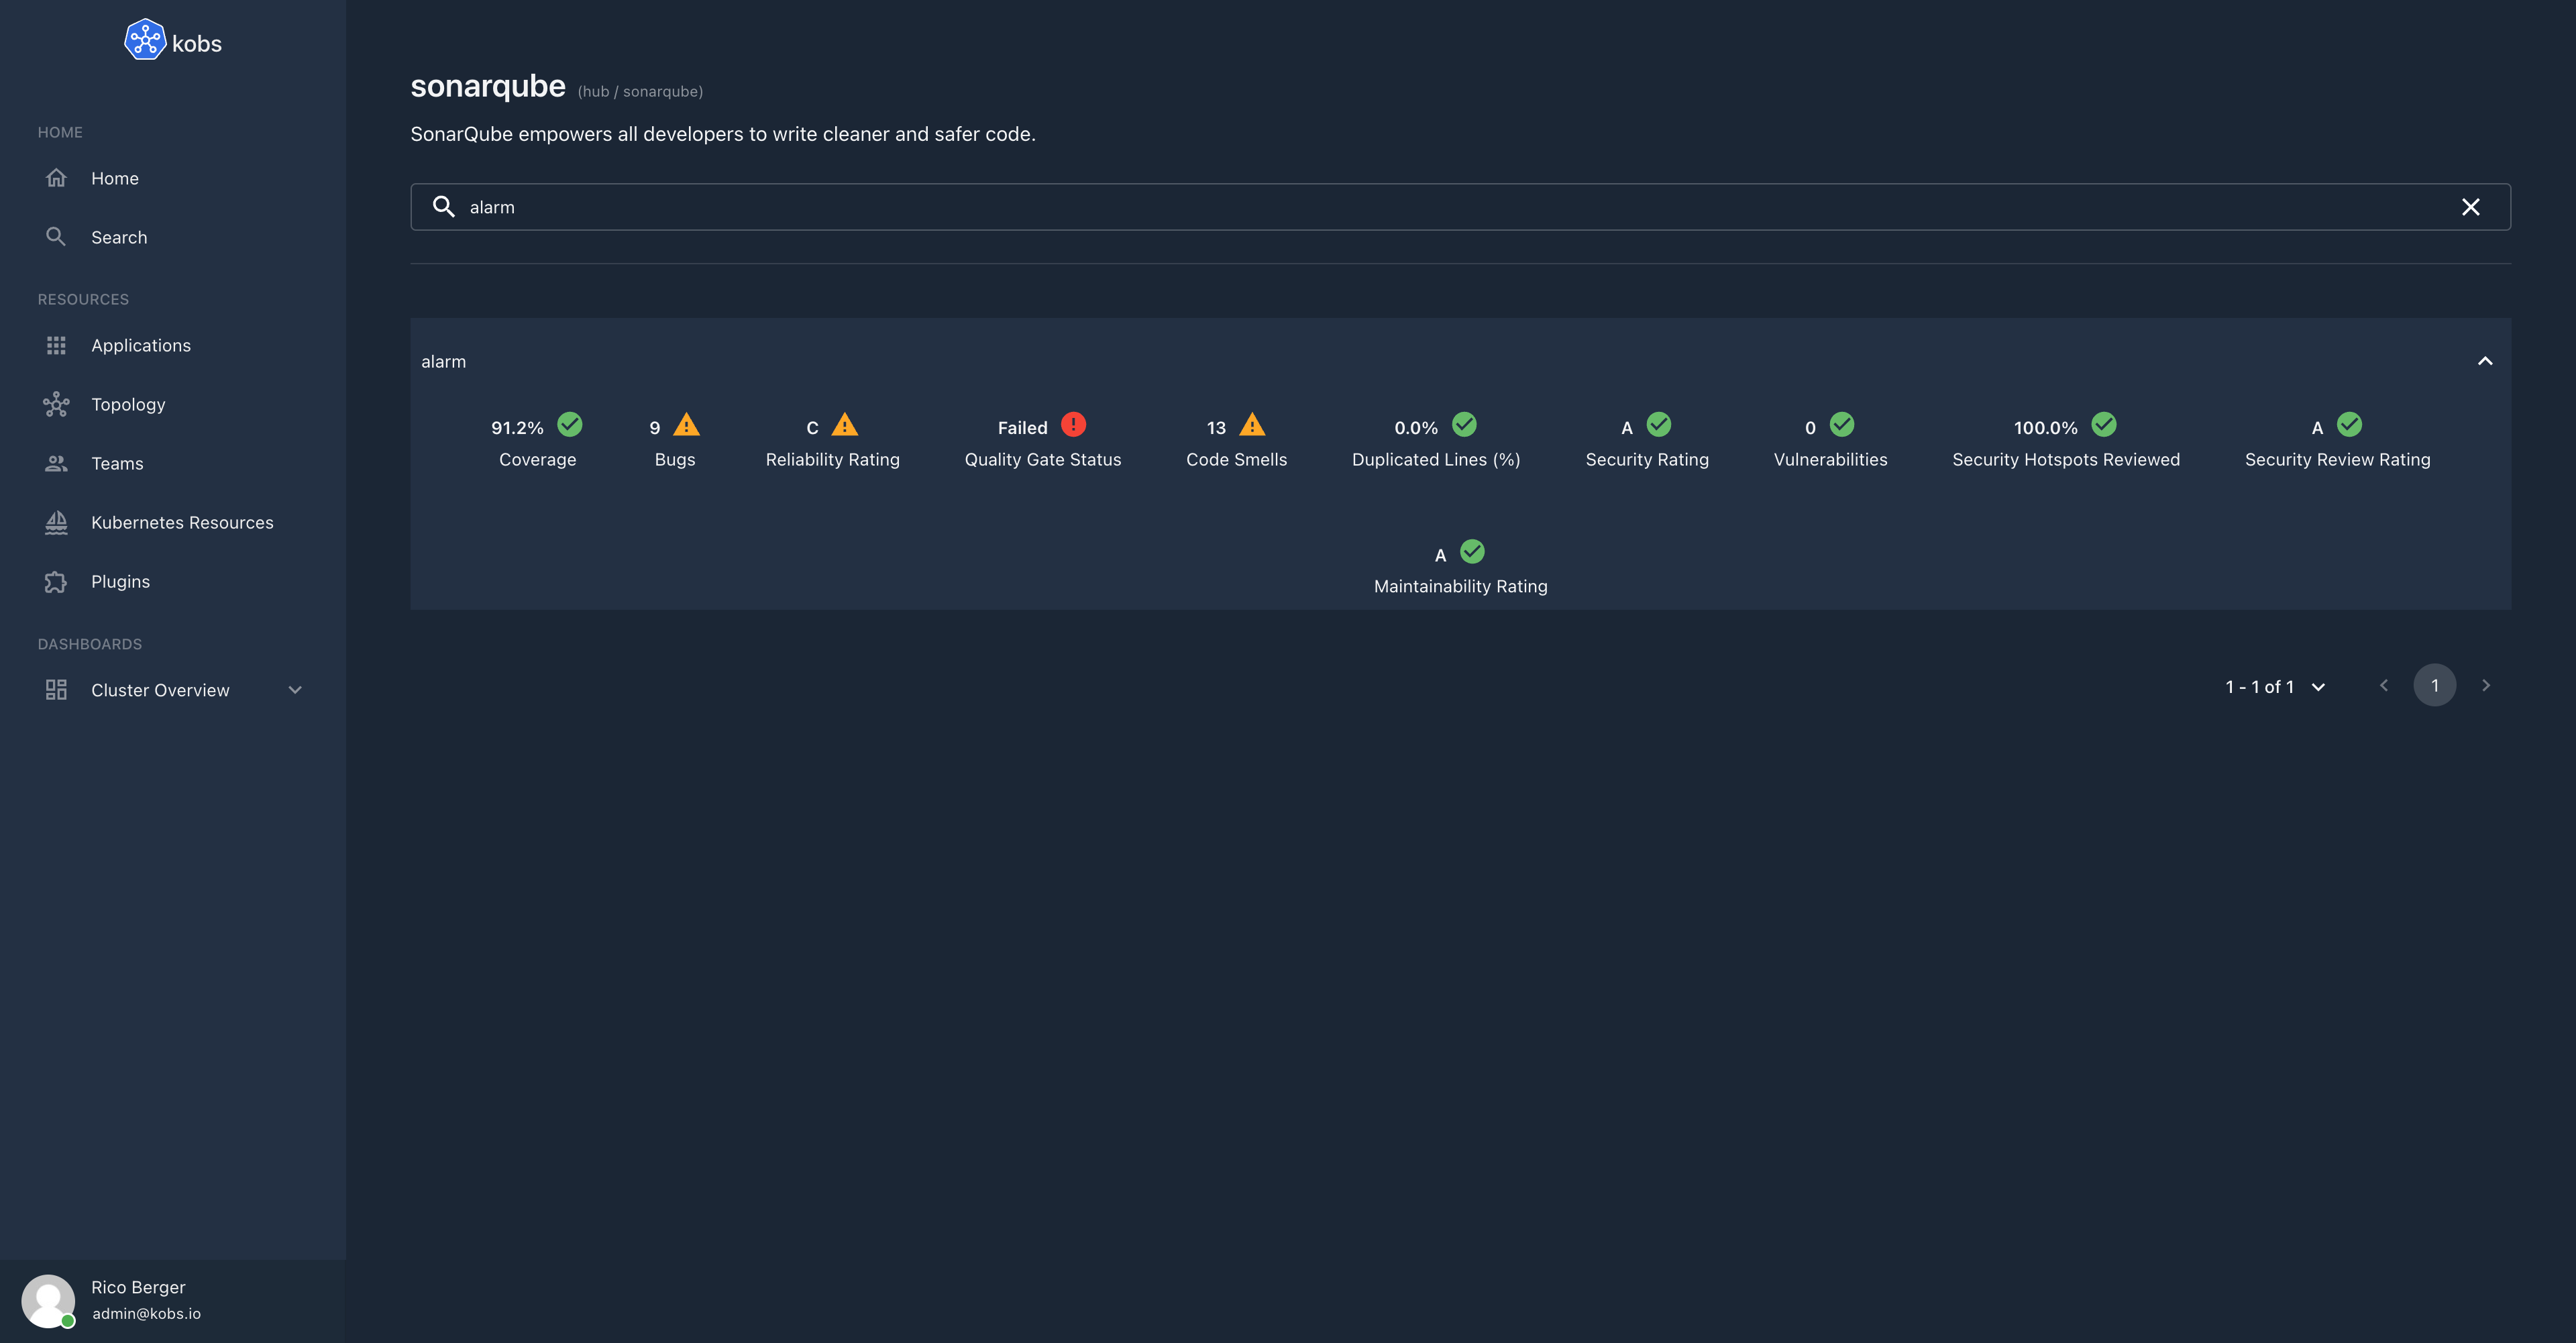 kobs
HOME
Home
Search
RESOURCES
Applications
Topology
Teams
Kubernetes Resources
Plugins
DASHBOARDS
Cluster Overview
Rico Berger
admin@kobs.io
sonarqube (hub / sonarqube)
SonarQube empowers all developers to write cleaner and safer code.
alarm
alarm
91.2%
Coverage
9
Bugs
C
Reliability Rating
Failed
Quality Gate Status
13
Code Smells
0.0%
Duplicated Lines (%)
A
Security Rating
0
Vulnerabilities
100.0%
Security Hotspots Reviewed
A
Security Review Rating
A
Maintainability Rating
1 - 1 of 1
1